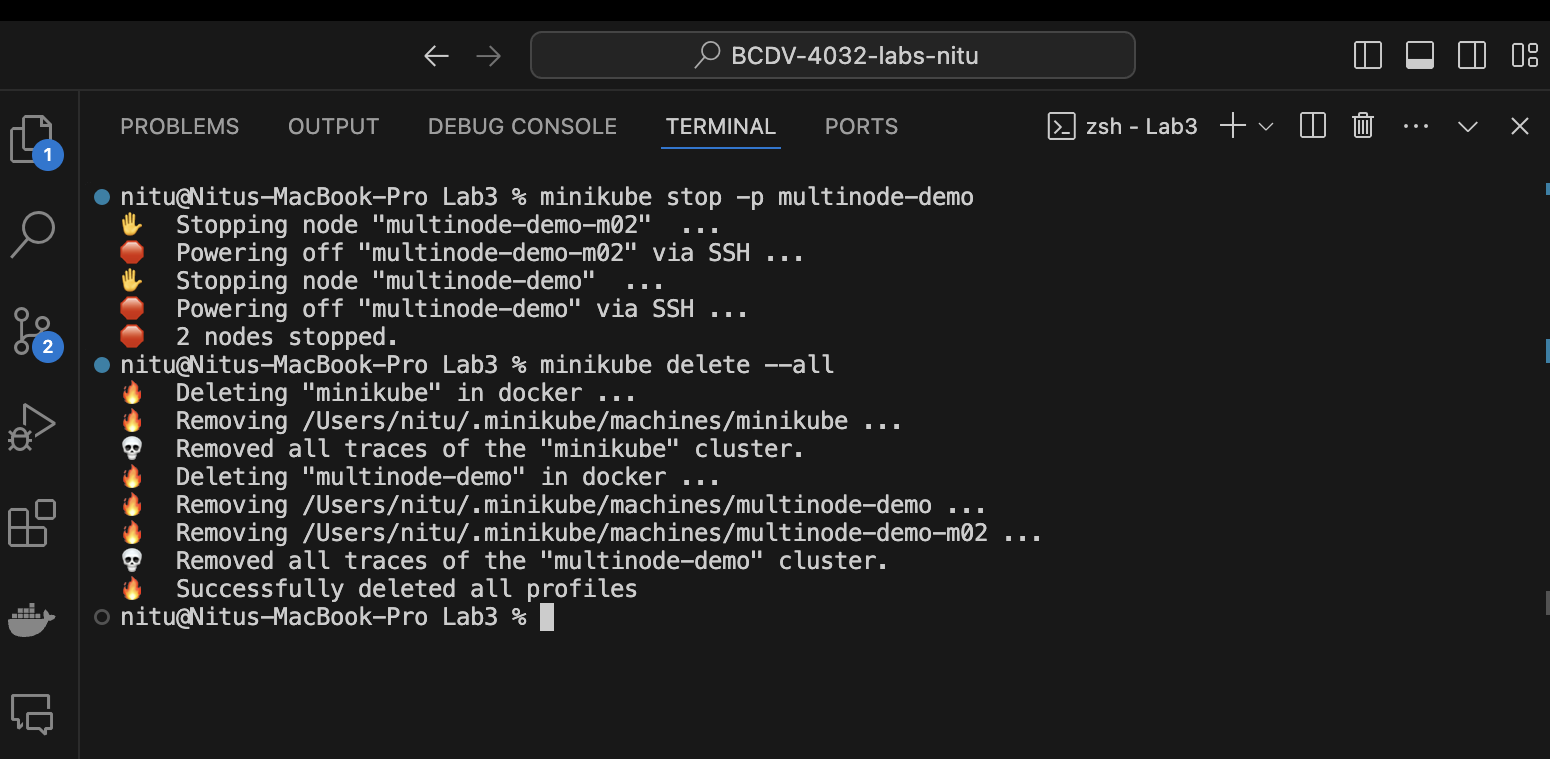 BCDV-4032-labs-nitu
PROBLEMS OUTPUT DEBUG CONSOLE TERMINAL PORTS zsh - Lab3
1
2
nitu@Nitus-MacBook-Pro Lab3 % minikube stop -p multinode-demo
✋ Stopping node "multinode-demo-m02" ...
🛑 Powering off "multinode-demo-m02" via SSH ...
✋ Stopping node "multinode-demo" ...
🛑 Powering off "multinode-demo" via SSH ...
🛑 2 nodes stopped.
nitu@Nitus-MacBook-Pro Lab3 % minikube delete --all
🔥 Deleting "minikube" in docker ...
🔥 Removing /Users/nitu/.minikube/machines/minikube ...
💀 Removed all traces of the "minikube" cluster.
🔥 Deleting "multinode-demo" in docker ...
🔥 Removing /Users/nitu/.minikube/machines/multinode-demo ...
🔥 Removing /Users/nitu/.minikube/machines/multinode-demo-m02 ...
💀 Removed all traces of the "multinode-demo" cluster.
🔥 Successfully deleted all profiles
nitu@Nitus-MacBook-Pro Lab3 %